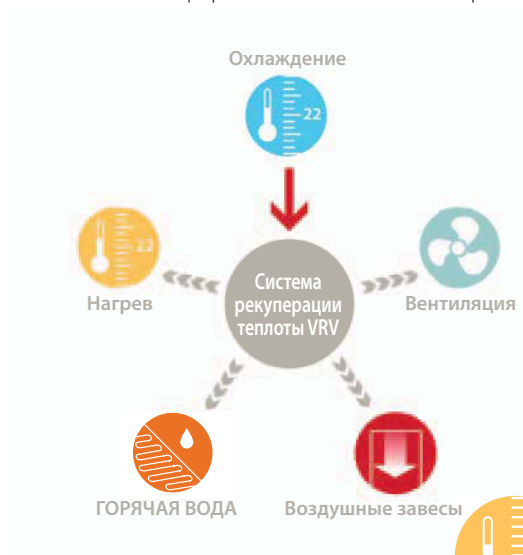 Охлаждение
22
22
Нагрев
Система
рекуперации
теплоты VRV
Вентиляция
ГОРЯЧАЯ ВОДА
Воздушные завесы